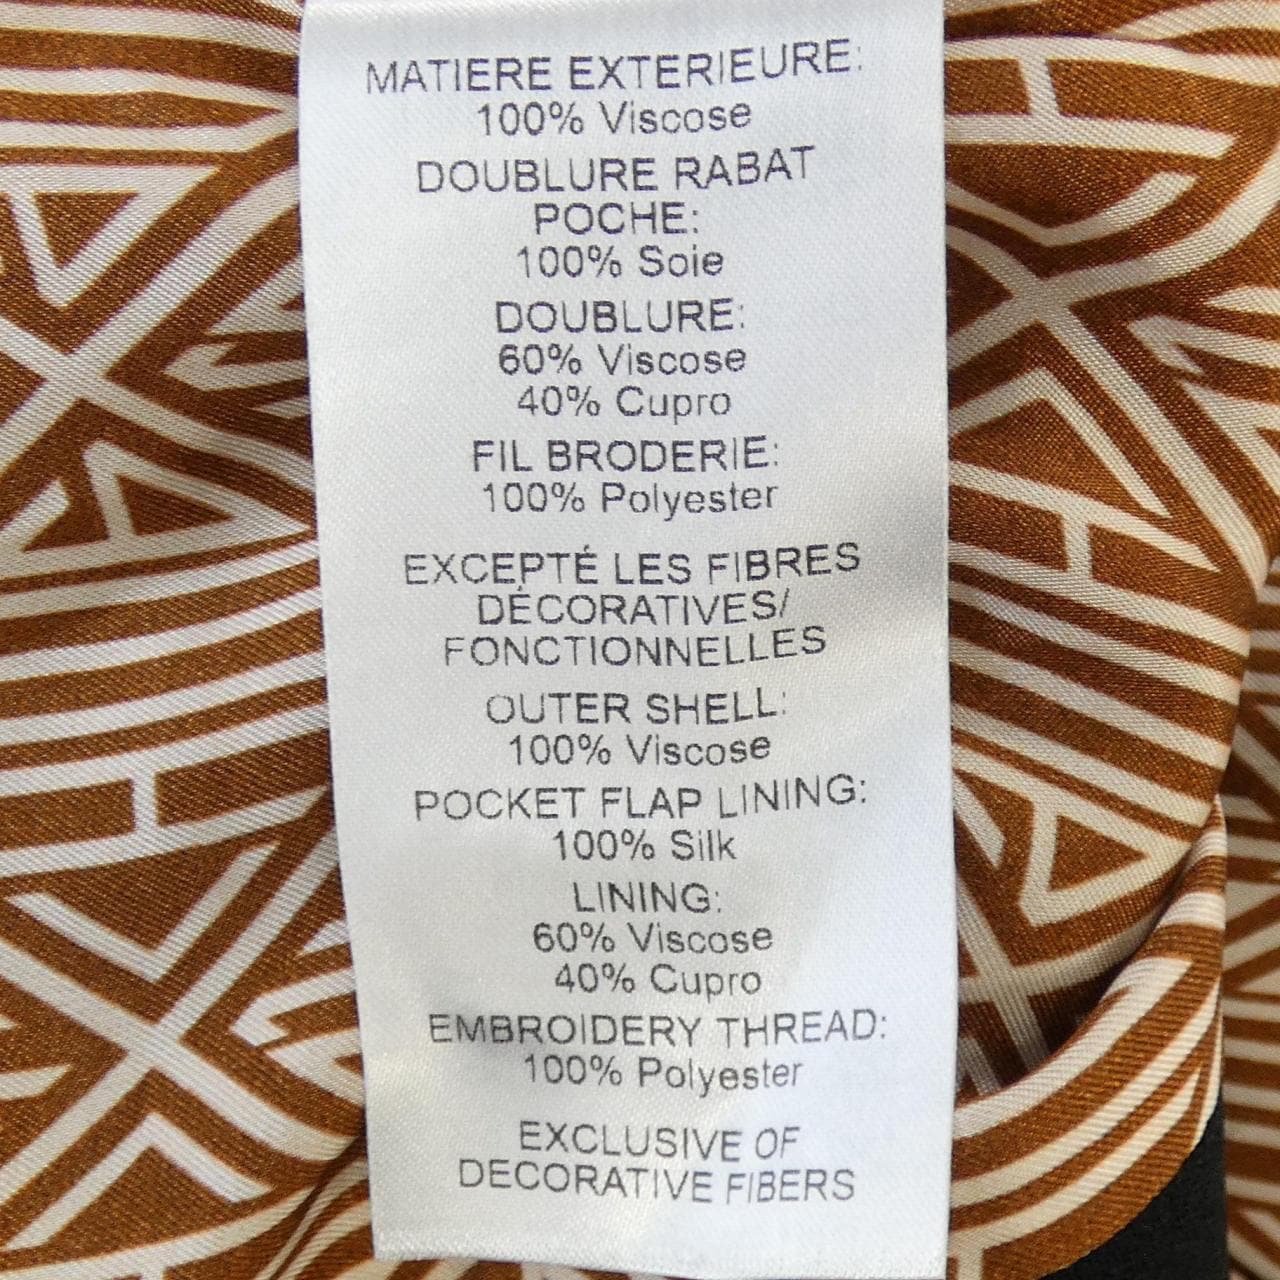 MATIERE EXTERIEURE:
100% Viscose
DOUBLURE RABAT
POCHE:
100% Soie
DOUBLURE:
60% Viscose
40% Cupro
FIL BRODERIE:
100% Polyester
EXCEPTÉ LES FIBRES
DÉCORATIVES/
FONCTIONNELLES
OUTER SHELL:
100% Viscose
POCKET FLAP LINING:
100% Silk
LINING:
60% Viscose
40% Cupro
EMBROIDERY THREAD:
100% Polyester
EXCLUSIVE OF
DECORATIVE FIBERS